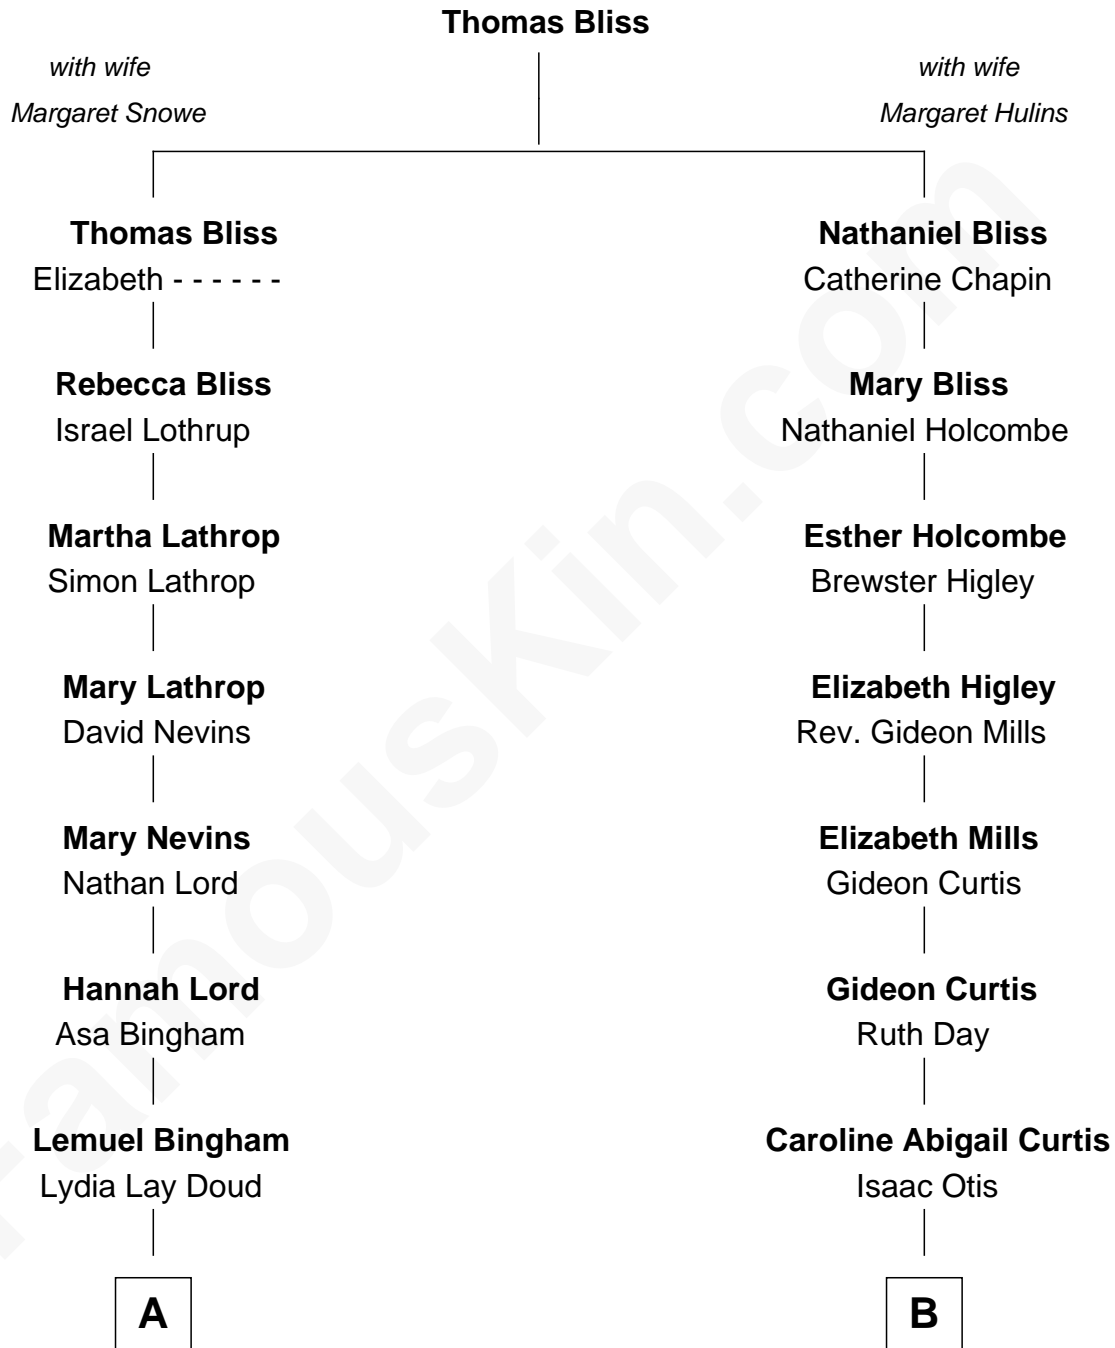 Thomas Bliss
with wife
Margaret Snowe
with wife
Margaret Hulins
Thomas Bliss
Elizabeth - - - - - -
Nathaniel Bliss
Catherine Chapin
Rebecca Bliss
Israel Lothrup
Mary Bliss
Nathaniel Holcombe
Martha Lathrop
Simon Lathrop
Esther Holcombe
Brewster Higley
Mary Lathrop
David Nevins
Elizabeth Higley
Rev. Gideon Mills
Mary Nevins
Nathan Lord
Elizabeth Mills
Gideon Curtis
Hannah Lord
Asa Bingham
Gideon Curtis
Ruth Day
Lemuel Bingham
Lydia Lay Doud
Caroline Abigail Curtis
Isaac Otis
A
B
FamousKin.com